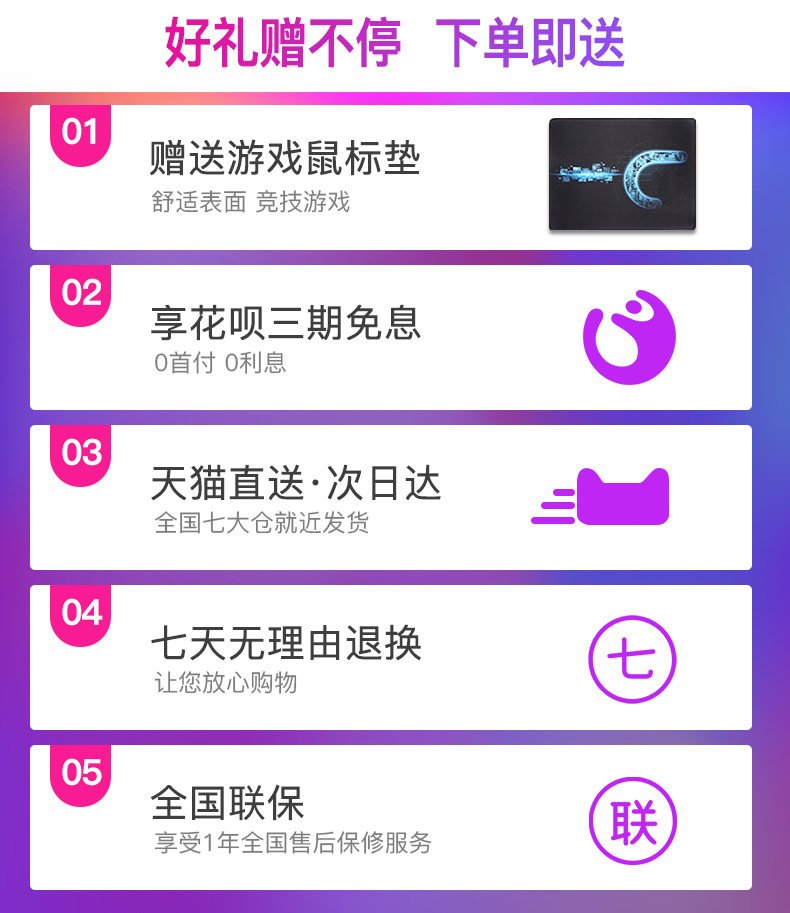 好礼赠不停 下单即送
01
赠送游戏鼠标垫
舒适表面 竞技游戏
02
享花呗三期免息
0首付 0利息
03
天猫直送·次日达
全国七大仓就近发货
04
七天无理由退换
让您放心购物
七
05
全国联保
享受1年全国售后保修服务
联